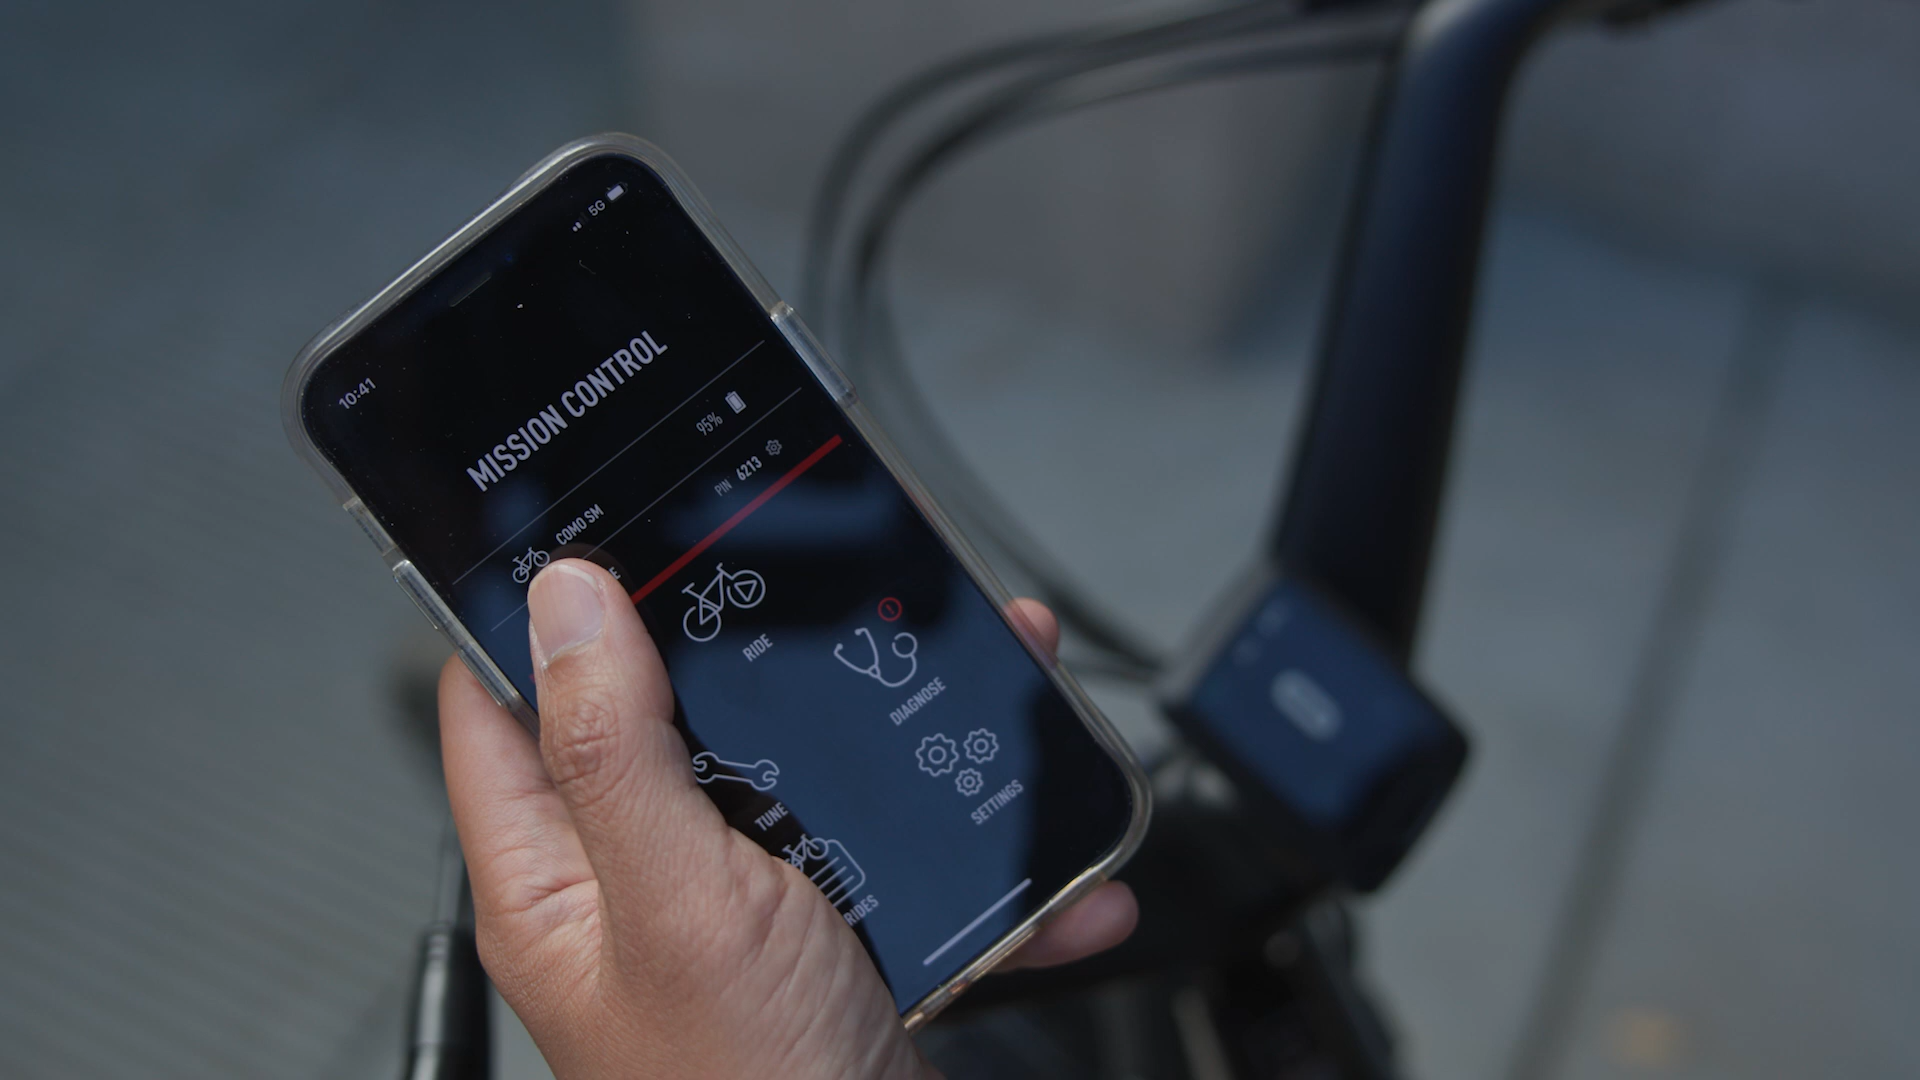 10:41
5G
MISSION CONTROL
COMO SM
95%
PIN 6213
RIDE
DIAGNOSE
TUNE
SETTINGS
RIDES